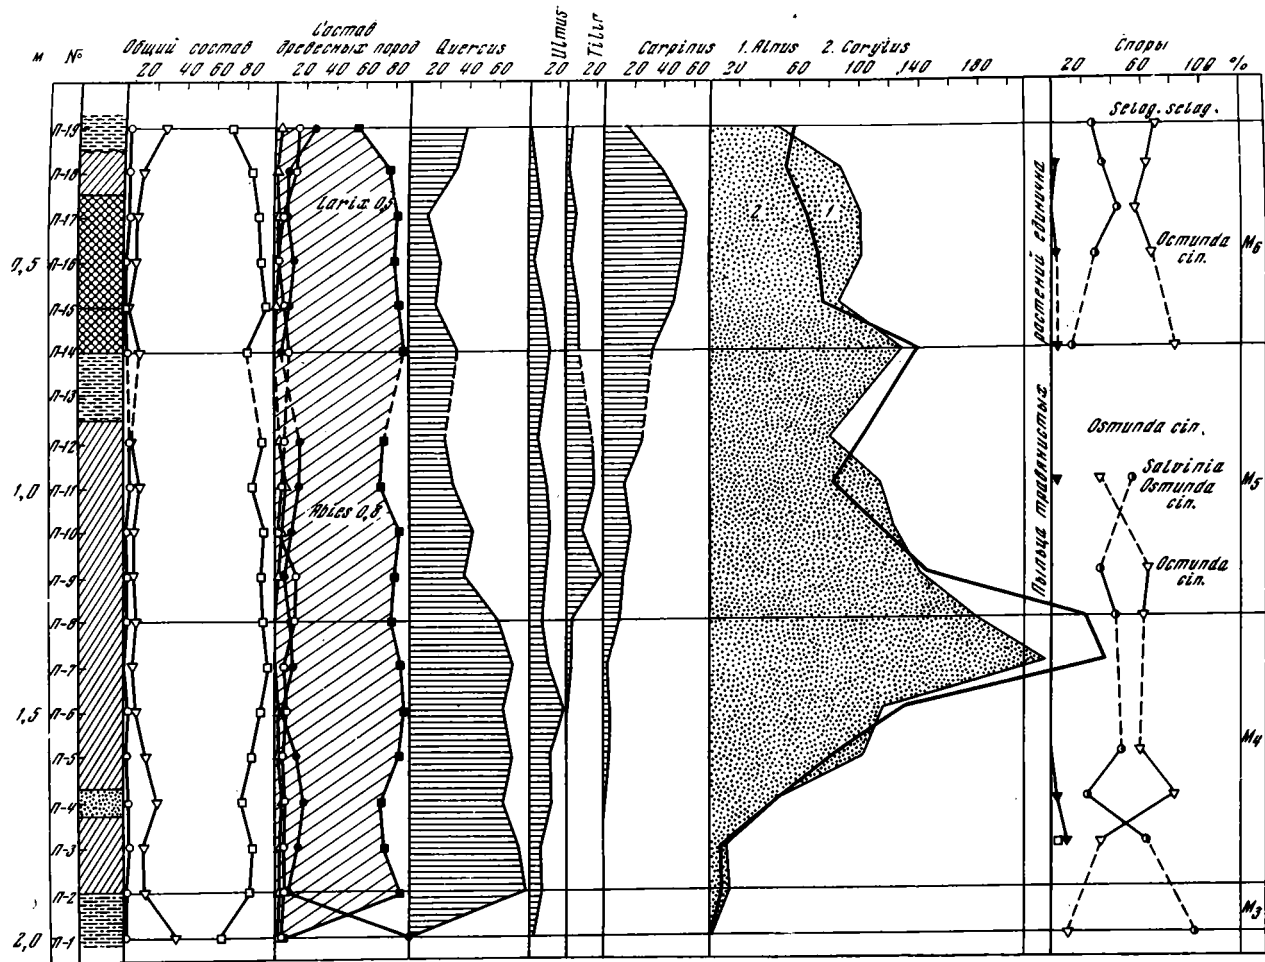 Состав
Общий состав древесных пород Quercus Ulmus Tilia Carpinus 1. Alnus 2. Corylus Споры
м № 20 40 60 80 20 40 60 80 20 40 60 20 20 20 40 60 20 60 100 140 180 20 60 100 %
П-19
Selag. selag.
П-18
Larix 0,5
2 1
П-17
Пыльца травянистых растений единична
Osmunda
cin.
M6
0,5 П-16
П-15
П-14
П-13
П-12
Osmunda cin.
Salvinia
Osmunda
cin.
M5
1,0 П-11
Abies 0,8
П-10
П-9
Osmunda
cin.
П-8
П-7
1,5 П-6
M4
П-5
П-4
П-3
П-2
M3
2,0 П-1